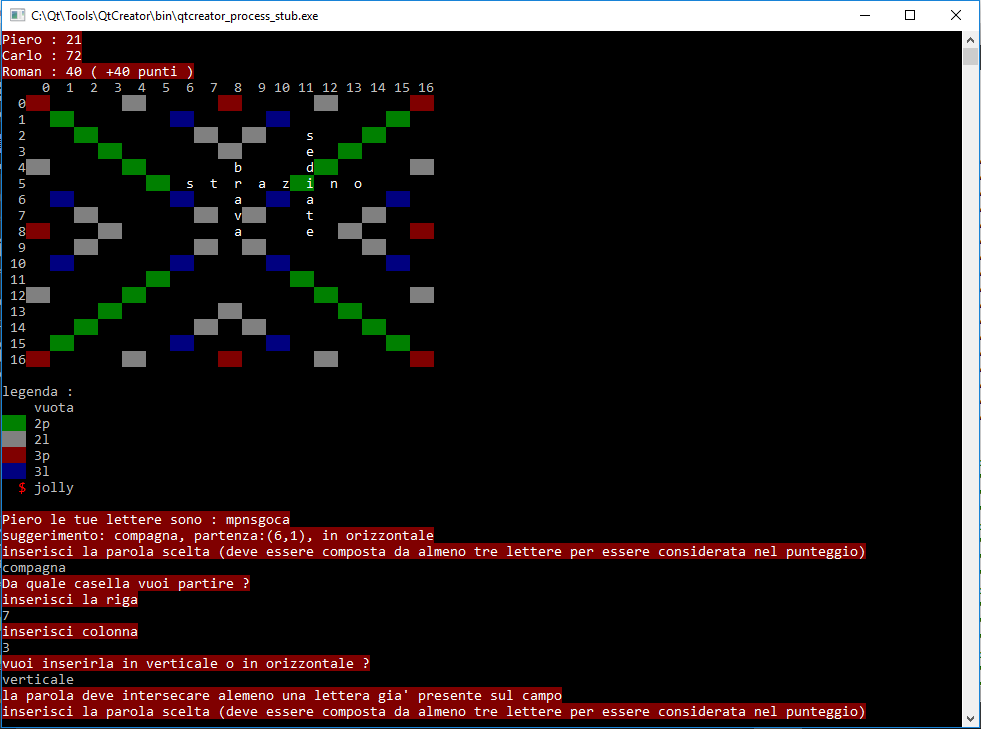 C:\Qt\Tools\QtCreator\bin\qtcreator_process_stub.exe
Piero : 21
Carlo : 72
Roman : 40 ( +40 punti )
0 1 2 3 4 5 6 7 8 9 10 11 12 13 14 15 16
0
1
2 s
3 e
4 b d
5 s t r a z i n o
6 a a
7 v t
8 a e
9
10
11
12
13
14
15
16
legenda :
vuota
2p
2l
3p
3l
$ jolly
Piero le tue lettere sono : mpnsgoca
suggerimento: compagna, partenza:(6,1), in orizzontale
inserisci la parola scelta (deve essere composta da almeno tre lettere per essere considerata nel punteggio)
compagna
Da quale casella vuoi partire ?
inserisci la riga
7
inserisci colonna
3
vuoi inserirla in verticale o in orizzontale ?
verticale
la parola deve intersecare alemeno una lettera gia' presente sul campo
inserisci la parola scelta (deve essere composta da almeno tre lettere per essere considerata nel punteggio)